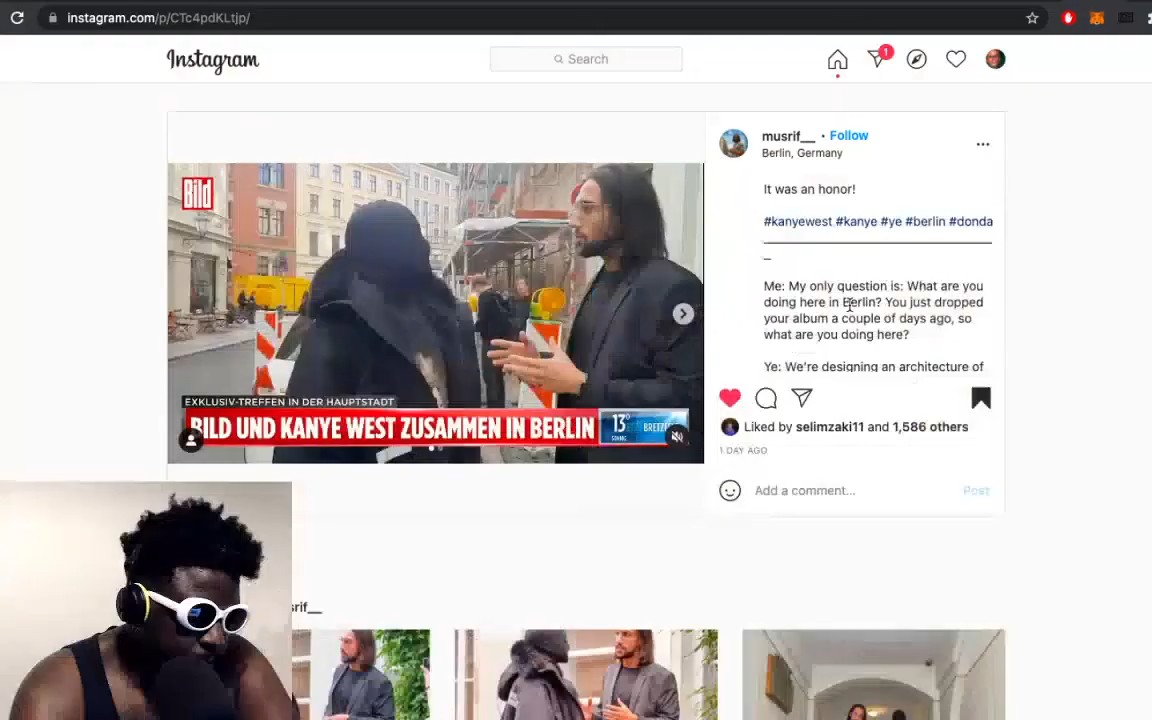 instagram.com/p/CTc4pdKLtjp/
Instagram
Search
1
musrif__ • Follow
Berlin, Germany
Bild
It was an honor!
#kanyewest #kanye #ye #berlin #donda
Me: My only question is: What are you
doing here in Berlin? You just dropped
your album a couple of days ago, so
what are you doing here?
Ye: We're designing an architecture of
EXKLUSIV-TREFFEN IN DER HAUPTSTADT
BILD UND KANYE WEST ZUSAMMEN IN BERLIN
13°
Liked by selimzaki11 and 1,586 others
1 DAY AGO
Add a comment...
Post
srif__